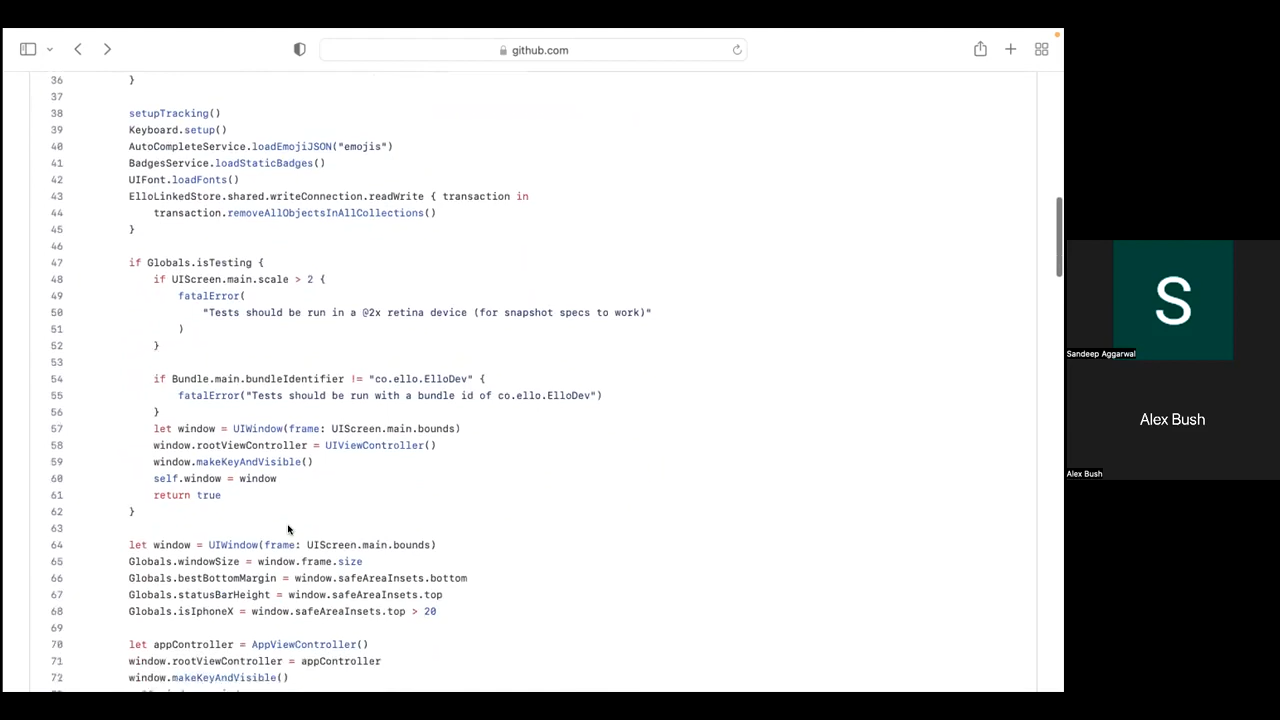 github.com
36 }
37
38 setupTracking()
39 Keyboard.setup()
40 AutoCompleteService.loadEmojiJSON("emojis")
41 BadgesService.loadStaticBadges()
42 UIFont.loadFonts()
43 ElloLinkedStore.shared.writeConnection.readWrite { transaction in
44 transaction.removeAllObjectsInAllCollections()
45 }
46
47 if Globals.isTesting {
48 if UIScreen.main.scale > 2 {
49 fatalError(
50 "Tests should be run in a @2x retina device (for snapshot specs to work)"
51 )
52 }
53
54 if Bundle.main.bundleIdentifier != "co.ello.ElloDev" {
55 fatalError("Tests should be run with a bundle id of co.ello.ElloDev")
56 }
57 let window = UIWindow(frame: UIScreen.main.bounds)
58 window.rootViewController = UIViewController()
59 window.makeKeyAndVisible()
60 self.window = window
61 return true
62 }
63
64 let window = UIWindow(frame: UIScreen.main.bounds)
65 Globals.windowSize = window.frame.size
66 Globals.bestBottomMargin = window.safeAreaInsets.bottom
67 Globals.statusBarHeight = window.safeAreaInsets.top
68 Globals.isIphoneX = window.safeAreaInsets.top > 20
69
70 let appController = AppViewController()
71 window.rootViewController = appController
72 window.makeKeyAndVisible()
S
Sandeep Aggarwal
Alex Bush
Alex Bush